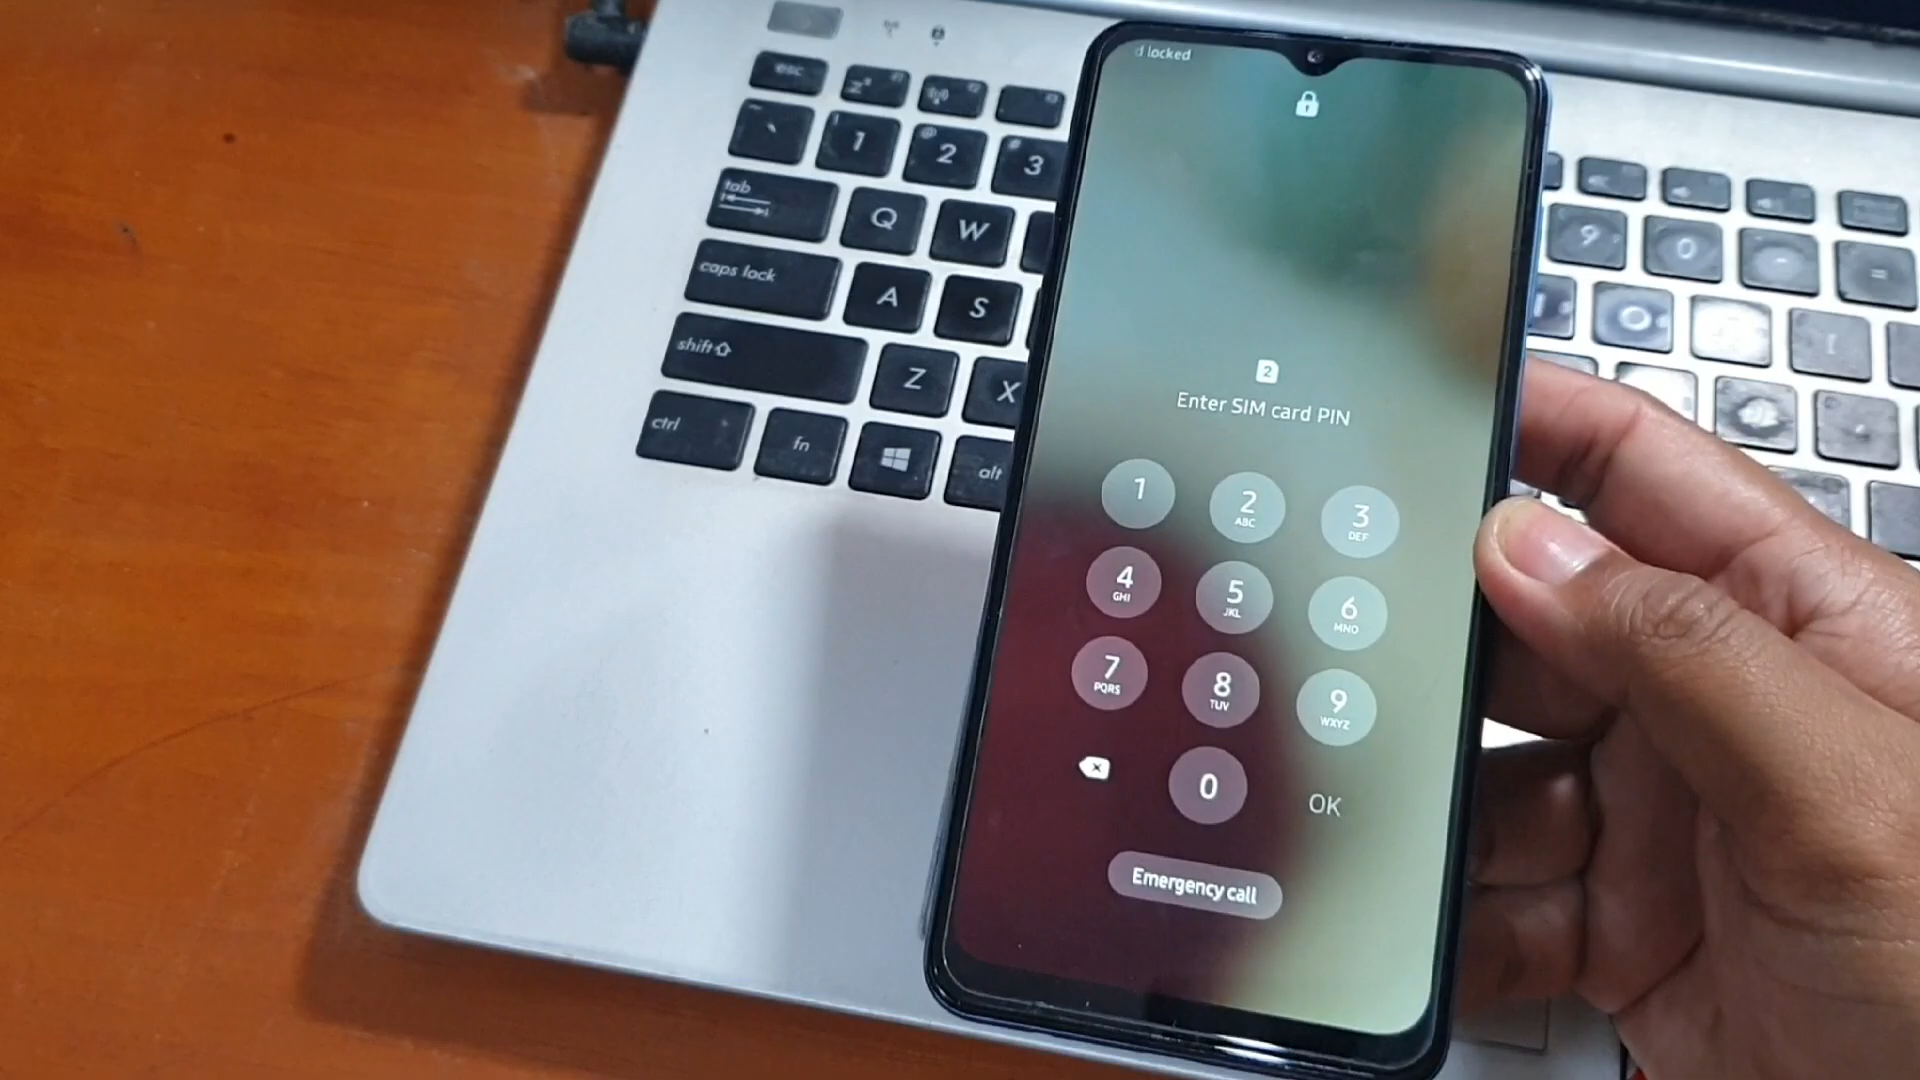 d locked
2
Enter SIM card PIN
1
2
ABC
3
DEF
4
GHI
5
JKL
6
MNO
7
PQRS
8
TUV
9
WXYZ
0
OK
Emergency call
esc
1
@
2
#
3
tab
Q
W
caps lock
A
S
shift
Z
X
ctrl
fn
alt
9
0
=
O